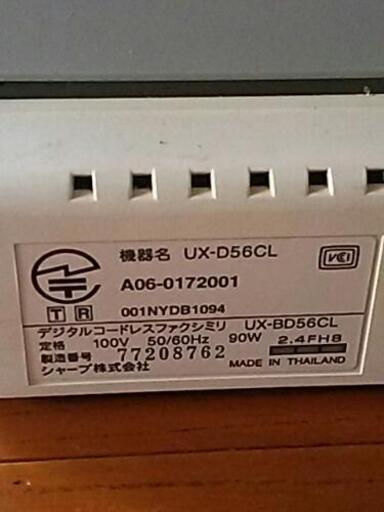 機器名 UX-D56CL
VCI
A06-0172001
T R 001NYDB1094
デジタルコードレスファクシミリ UX-BD56CL
定格 100V 50/60Hz 90W 2.4FH8
製造番号 77208762
シャープ株式会社 MADE IN THAILAND